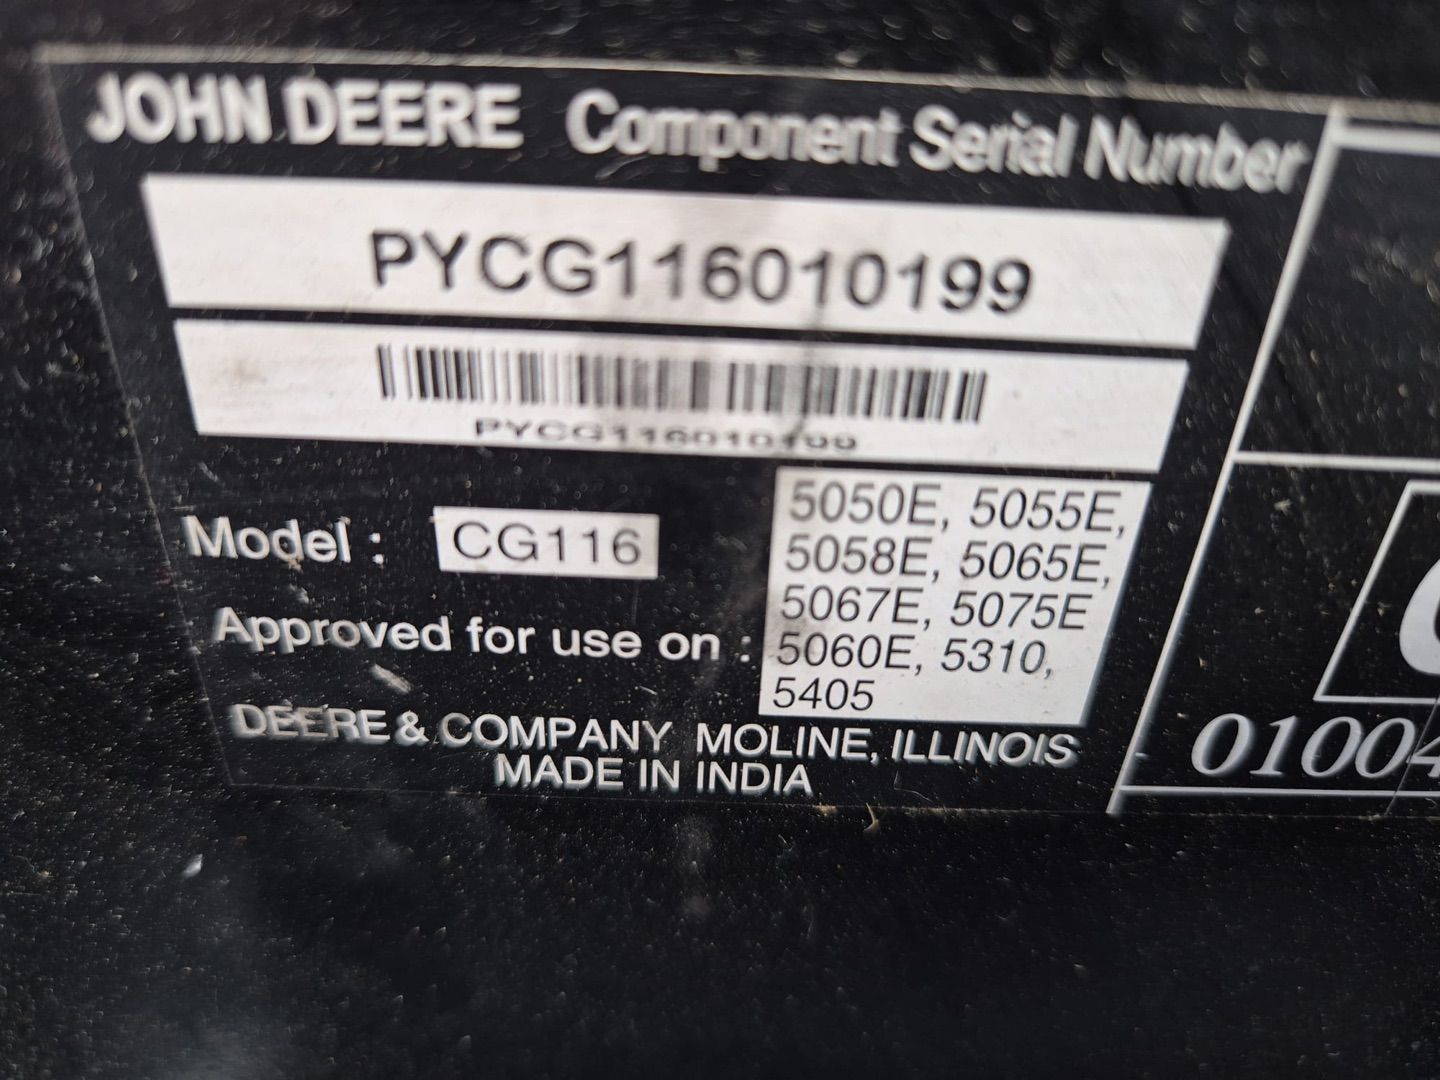 JOHN DEERE Component Serial Number
PYCG116010199
PYCG116010199
Model : CG116
Approved for use on :
5050E, 5055E,
5058E, 5065E,
5067E, 5075E
5060E, 5310,
5405
DEERE & COMPANY MOLINE, ILLINOIS
MADE IN INDIA
01004